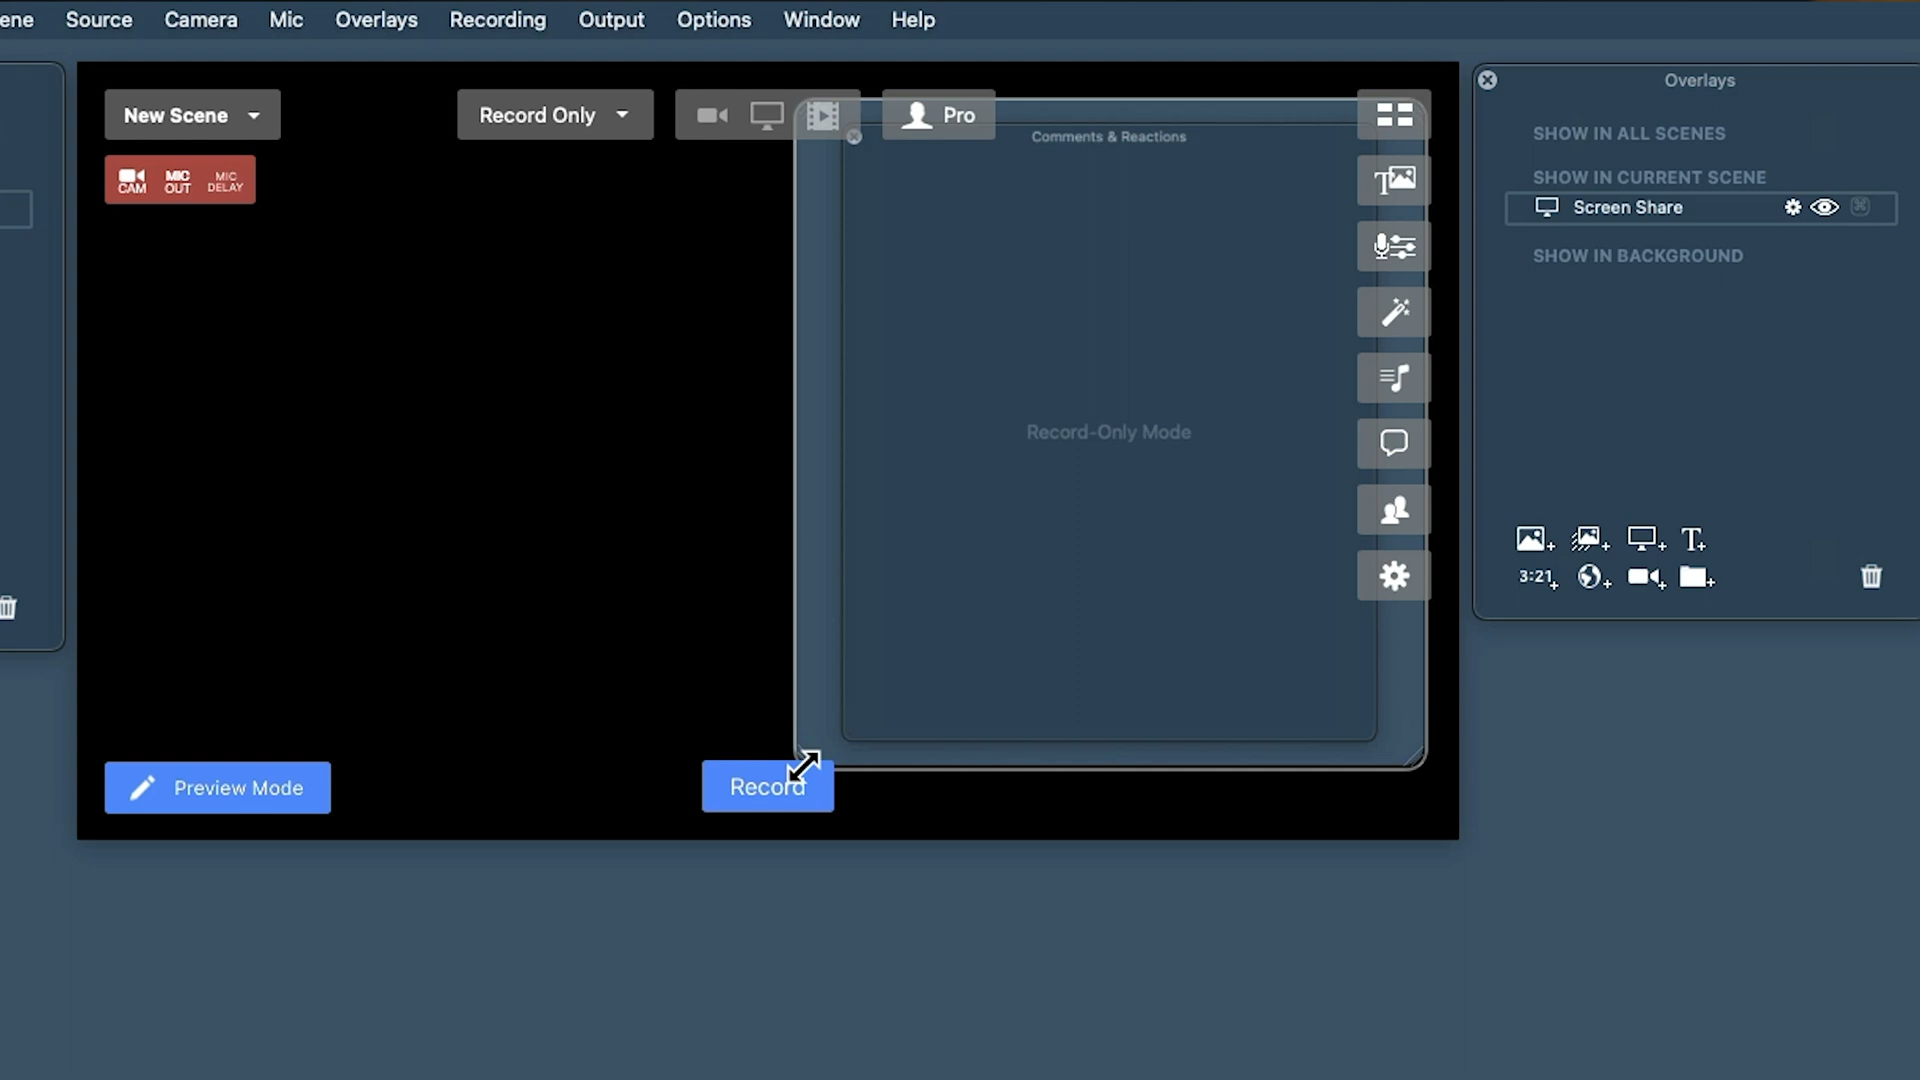 ene Source Camera Mic Overlays Recording Output Options Window Help
New Scene
Record Only
Pro
CAM
MIC OUT
MIC DELAY
Comments & Reactions
Record-Only Mode
Preview Mode
Record
Overlays
SHOW IN ALL SCENES
SHOW IN CURRENT SCENE
Screen Share
SHOW IN BACKGROUND
T+
3:21+